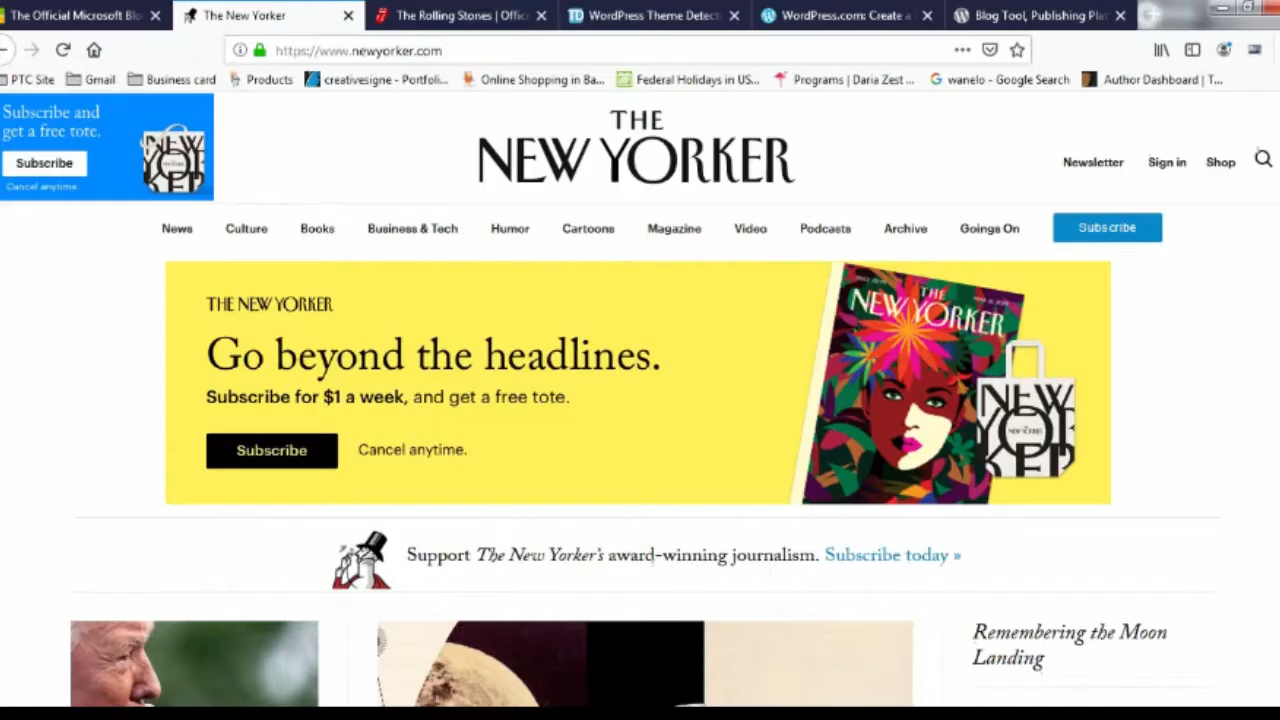 The Official Microsoft Blo
The New Yorker
The Rolling Stones | Offic
WordPress Theme Detect
WordPress.com: Create a
Blog Tool, Publishing Plat
https://www.newyorker.com
PTC Site
Gmail
Business card
Products
creativesigne - Portfoli...
Online Shopping in Ba...
Federal Holidays in US...
Programs | Daria Zest ...
wanelo - Google Search
Author Dashboard | T...
Subscribe and
get a free tote.
Subscribe
Cancel anytime.
THE
NEW YORKER
Newsletter
Sign in
Shop
News
Culture
Books
Business & Tech
Humor
Cartoons
Magazine
Video
Podcasts
Archive
Goings On
Subscribe
THE NEW YORKER
Go beyond the headlines.
Subscribe for $1 a week, and get a free tote.
Subscribe
Cancel anytime.
THE
NEW YORKER
NEW
YOR
KER
Support The New Yorker's award-winning journalism. Subscribe today »
Remembering the Moon
Landing